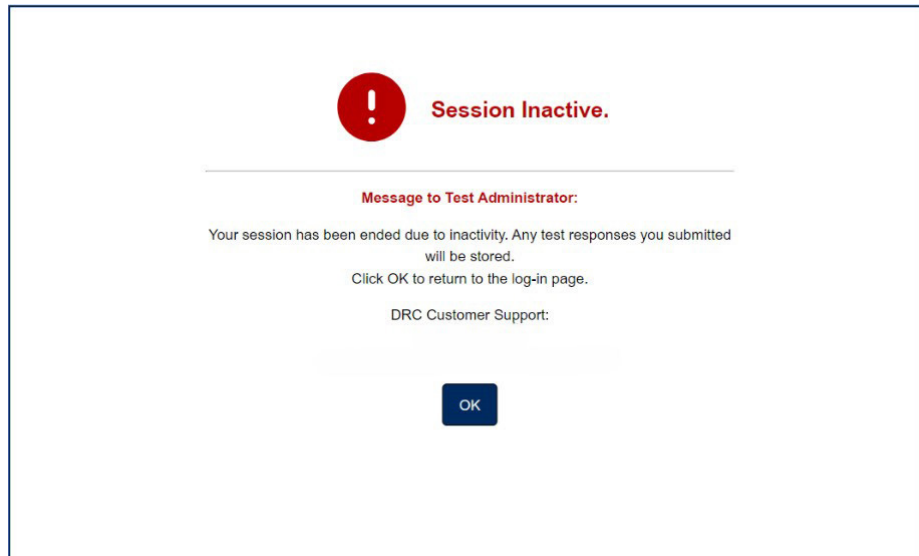 Session Inactive.
Message to Test Administrator:
Your session has been ended due to inactivity. Any test responses you submitted
will be stored.
Click OK to return to the log-in page.
DRC Customer Support:
OK